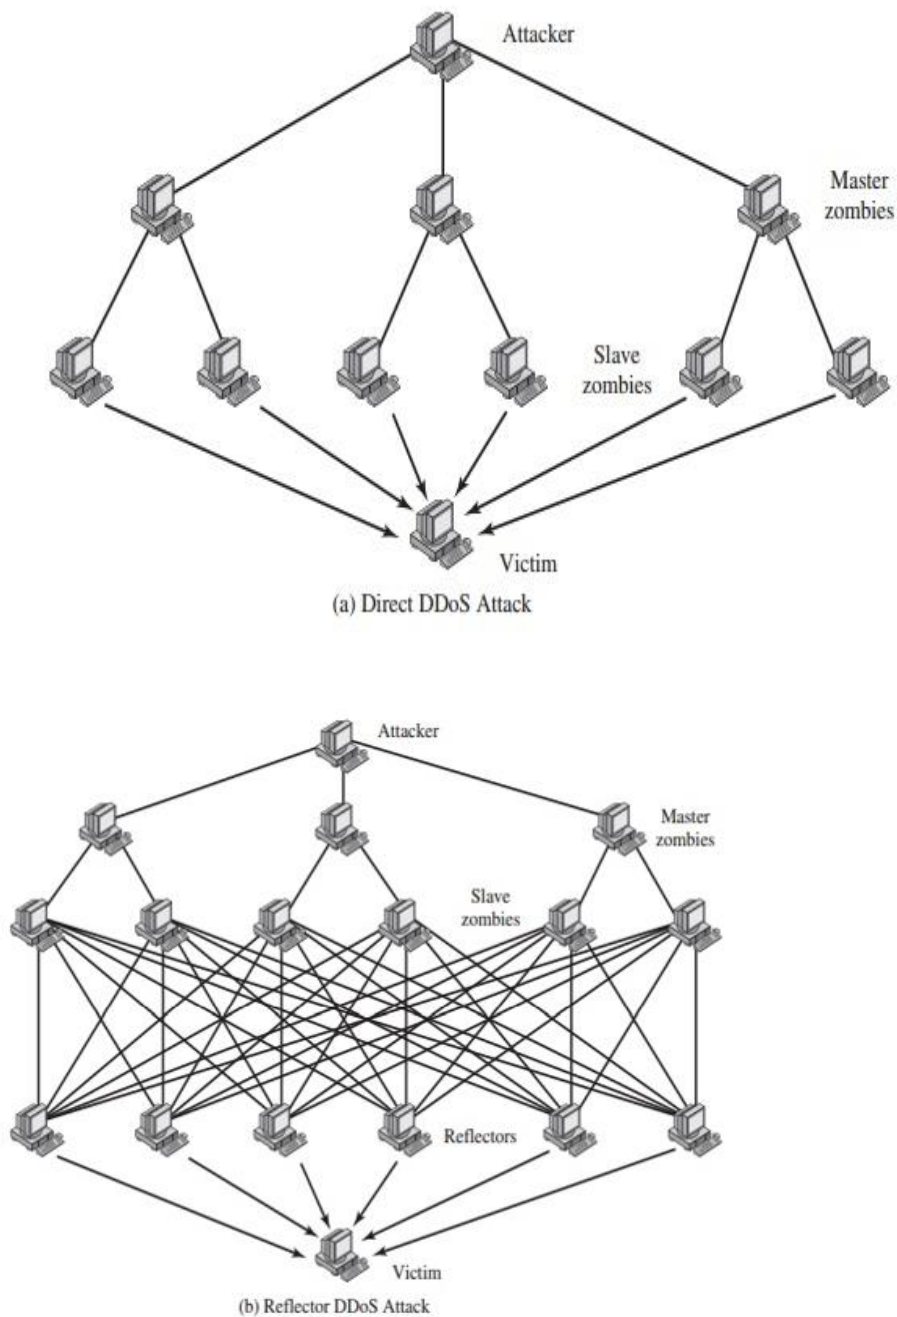 Attacker
Master
zombies
Slave
zombies
Victim
(a) Direct DDoS Attack
Attacker
Master
zombies
Slave
zombies
Reflectors
Victim
(b) Reflector DDoS Attack